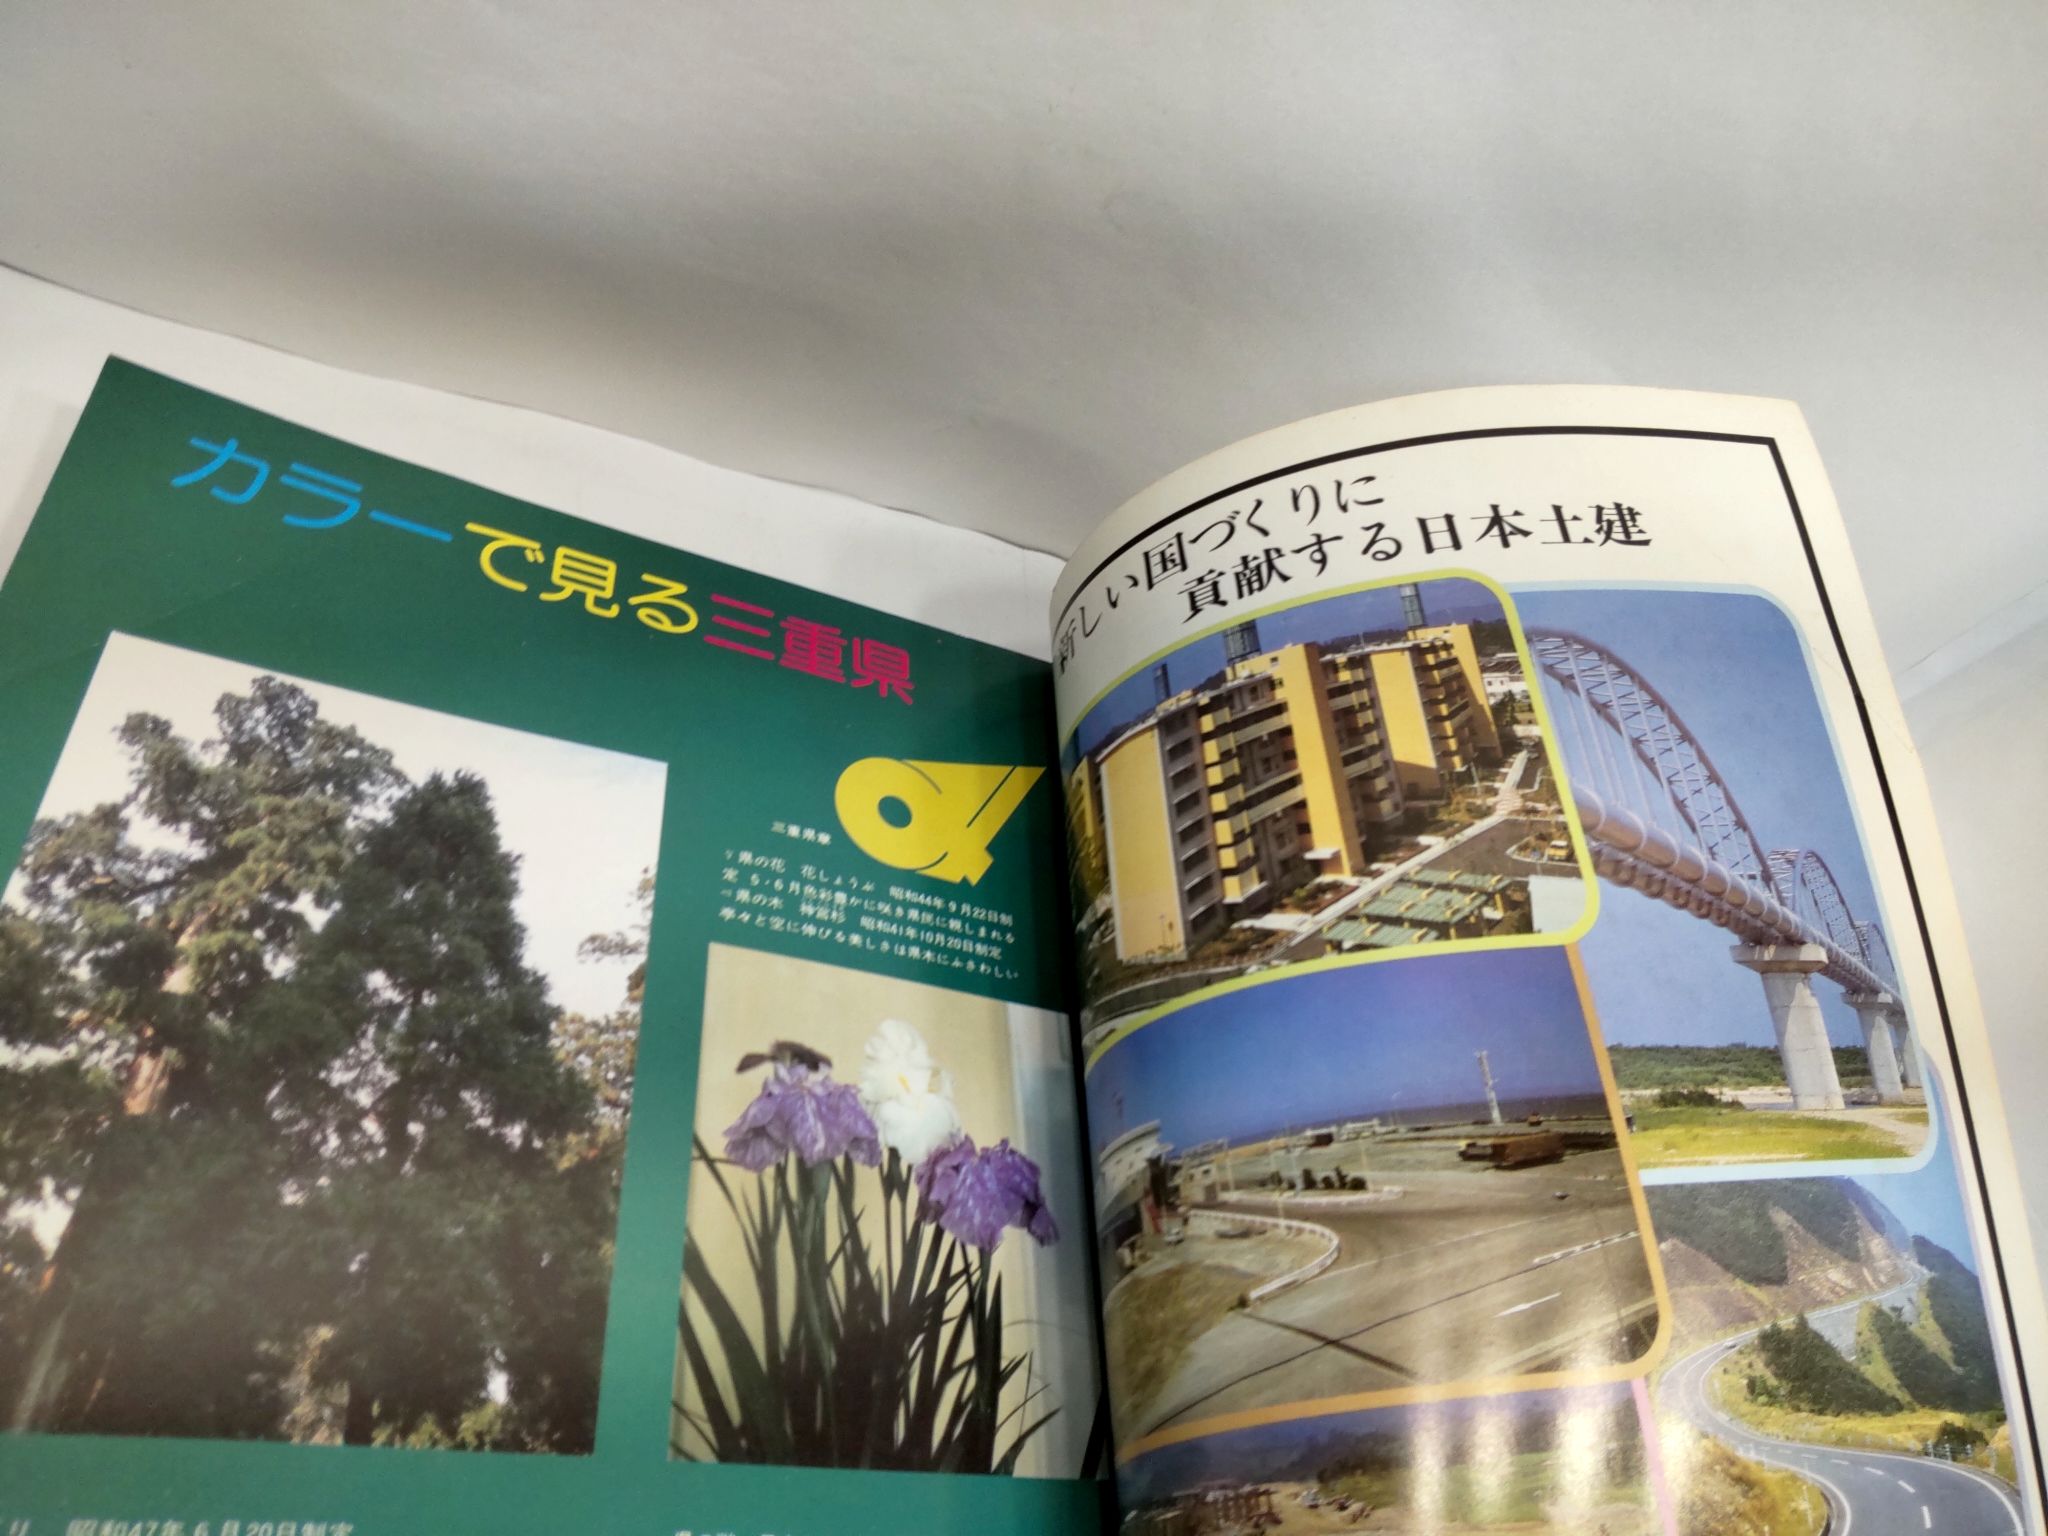 カラーで見る三重県
三重県章
県の花 花しょうぶ 昭和44年9月22日制
定 5・6月色彩豊かに咲き県民に親しまれる
県の木 神宮杉 昭和41年10月20日制定
亭々と空に伸びる美しさは県木にふさわしい
昭和47年6月20日制定
新しい国づくりに
貢献する日本土建